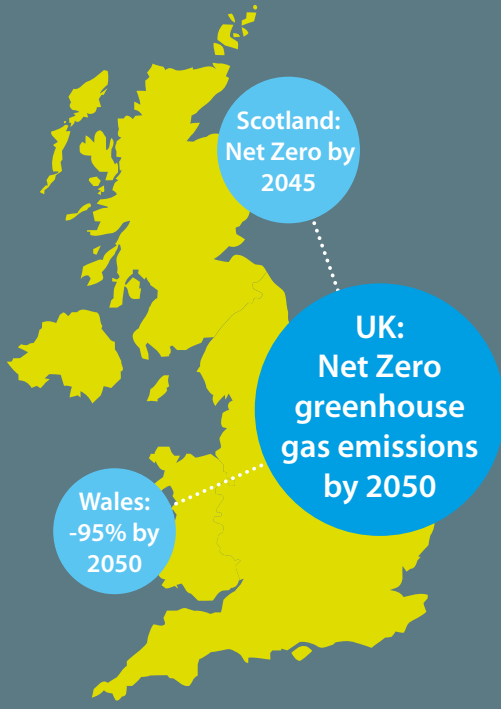 Scotland:
Net Zero by
2045
UK:
Net Zero
greenhouse
gas emissions
by 2050
Wales:
-95% by
2050